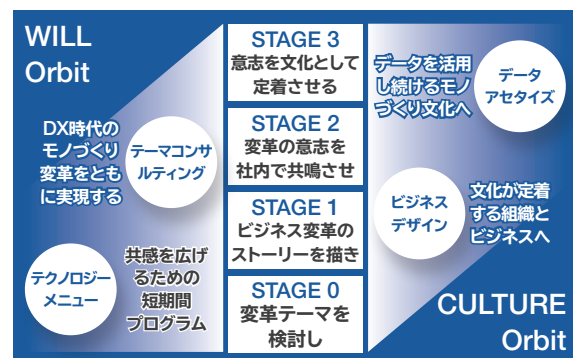 WILL
Orbit
DX時代の
モノづくり
変革をとも
に実現する
テーマコンサ
ルティング
テクノロジー
メニュー
共感を広げ
るための
短期間
プログラム
STAGE 3
意志を文化として
定着させる
STAGE 2
変革の意志を
社内で共鳴させ
STAGE 1
ビジネス変革の
ストーリーを描き
STAGE 0
変革テーマを
検討し
データを活用
し続けるモノ
づくり文化へ
データ
アセタイズ
ビジネス
デザイン
文化が定着
する組織と
ビジネスへ
CULTURE
Orbit